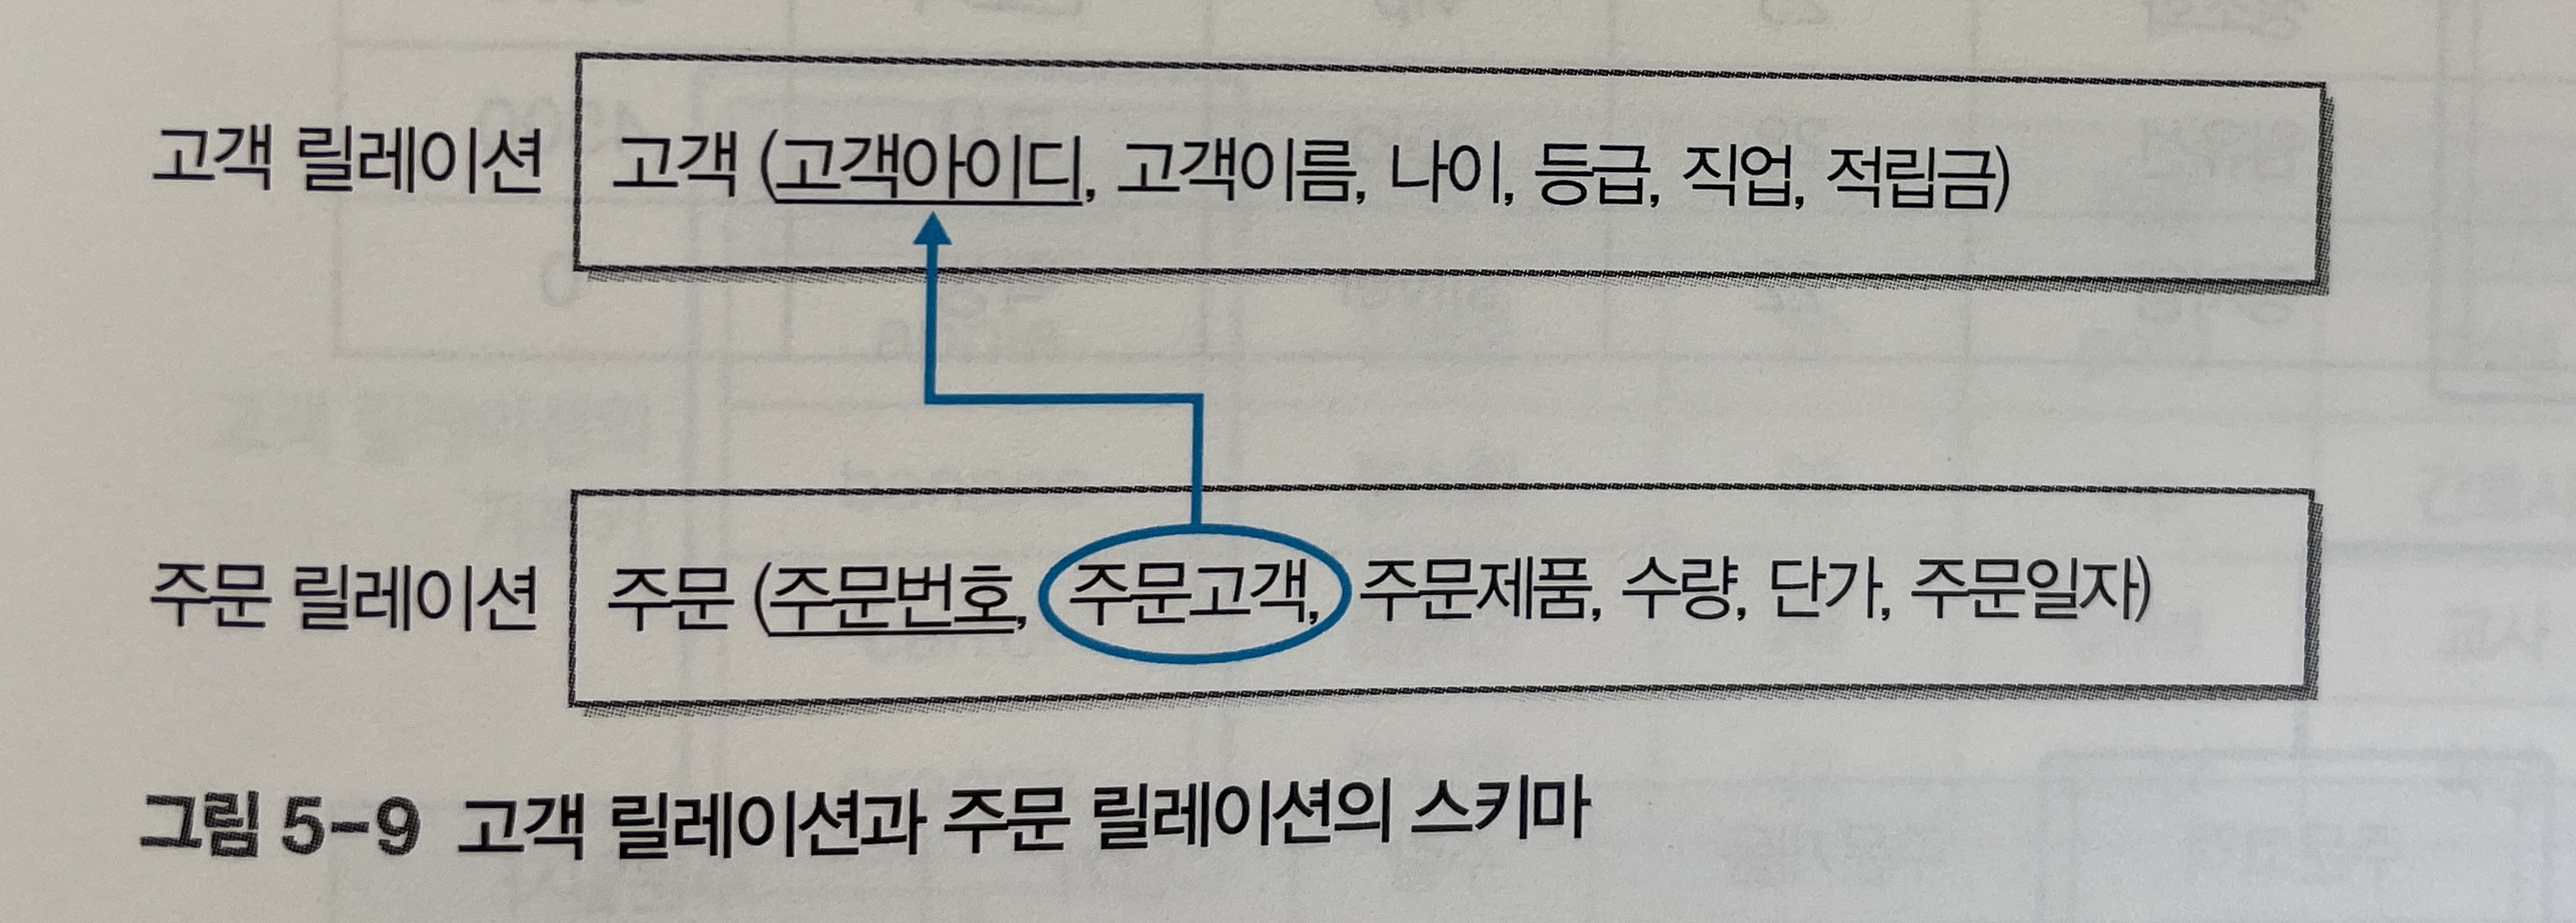 고객 릴레이션 고객 (고객아이디, 고객이름, 나이, 등급, 직업, 적립금)
주문 릴레이션 주문 (주문번호, 주문고객, 주문제품, 수량, 단가, 주문일자)
그림 5-9 고객 릴레이션과 주문 릴레이션의 스키마